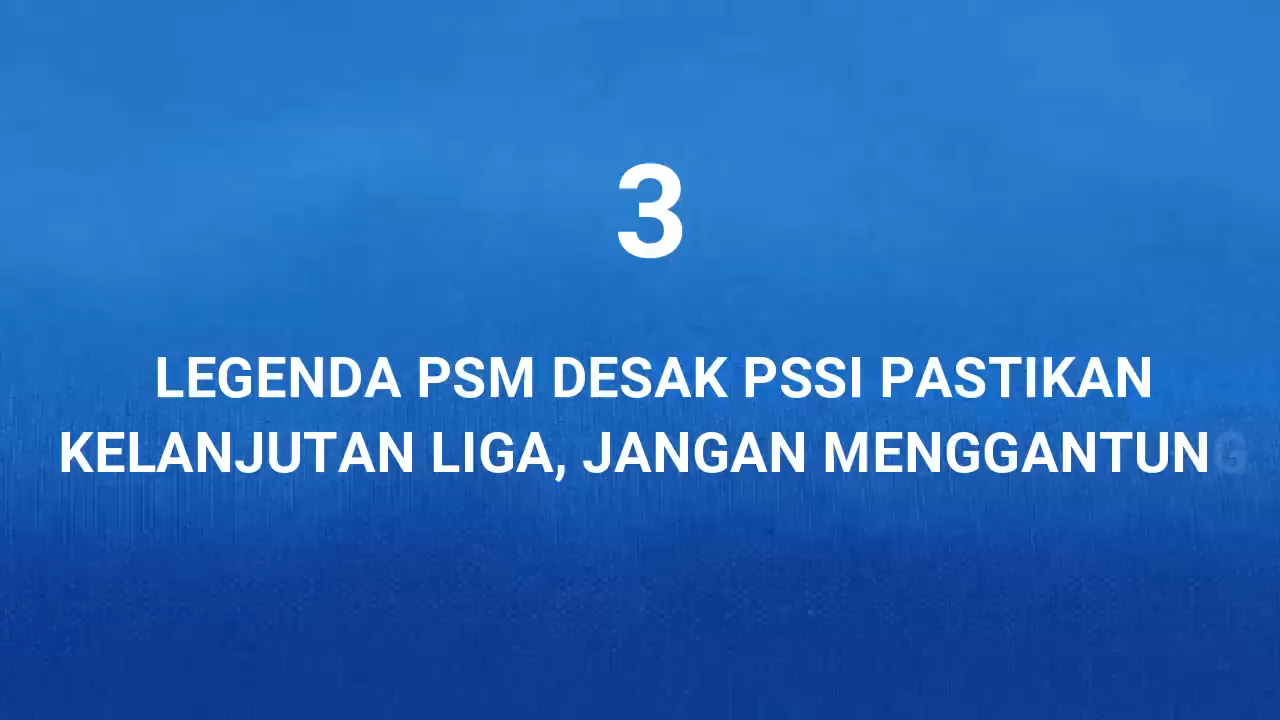 3
LEGENDA PSM DESAK PSSI PASTIKAN
KELANJUTAN LIGA, JANGAN MENGGANTUNG